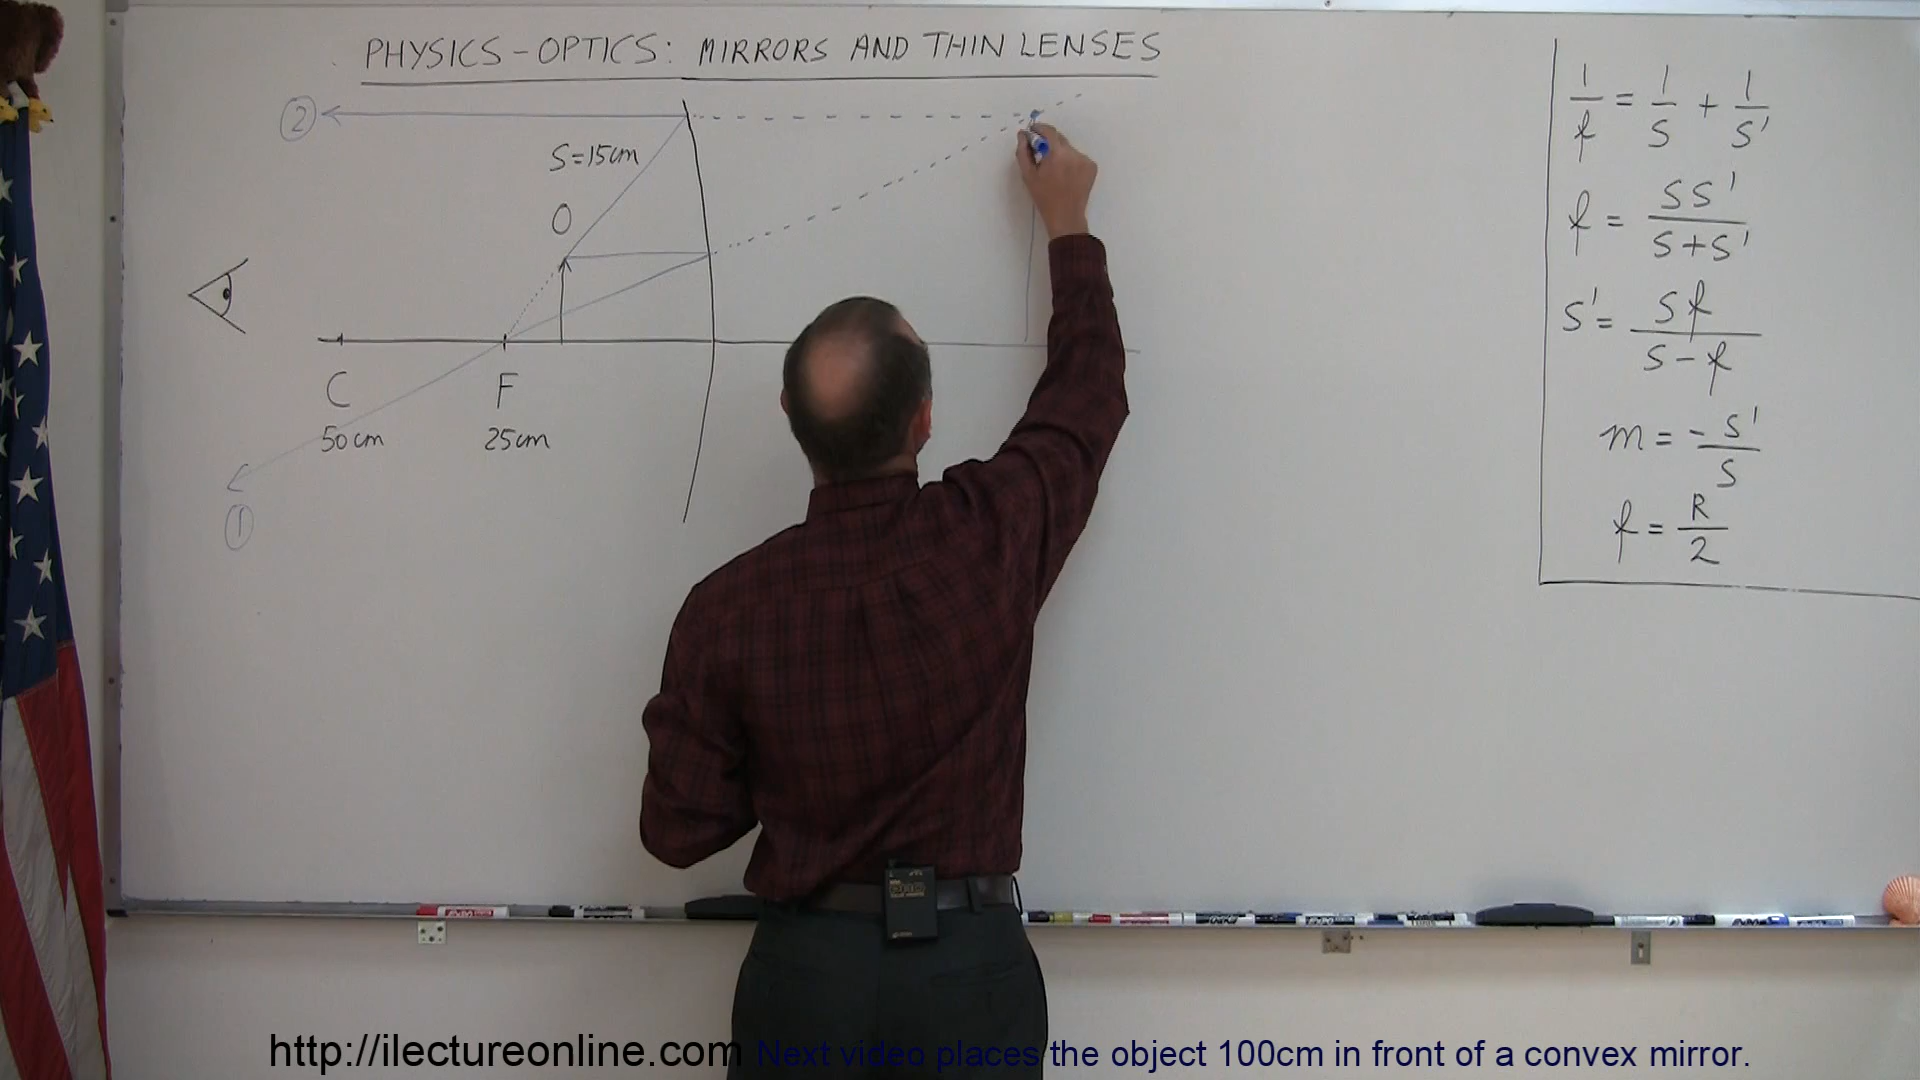 PHYSICS-OPTICS: MIRRORS AND THIN LENSES
②
S=15cm
O
C
F
50cm
25cm
①
1/f = 1/s + 1/s'
f = ss'/s+s'
s' = sf/s-f
m = -s'/s
f = R/2
http://ilectureonline.com Next video places the object 100cm in front of a convex mirror.